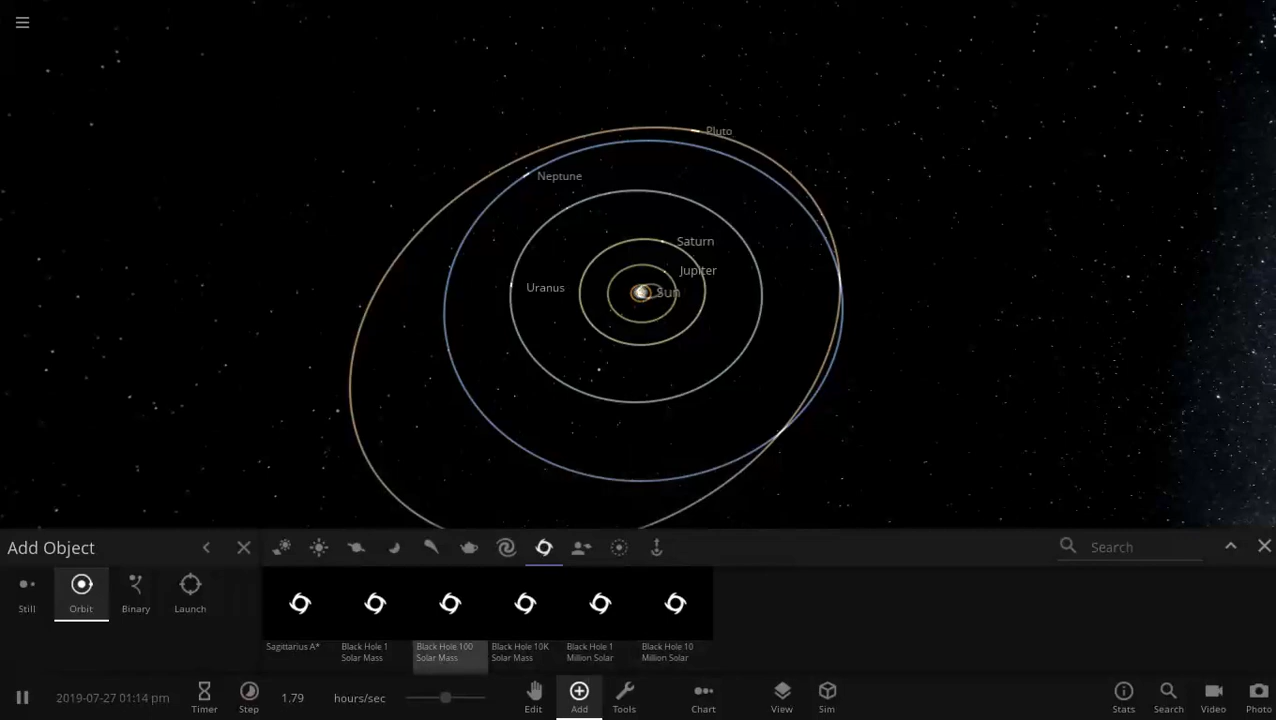 Pluto
Neptune
Saturn
Jupiter
Uranus
Sun
Add Object
Search
Still
Orbit
Binary
Launch
Sagittarius A*
Black Hole 1
Solar Mass
Black Hole 100
Solar Mass
Black Hole 10K
Solar Mass
Black Hole 1
Million Solar
Black Hole 10
Million Solar
2019-07-27 01:14 pm
Timer
Step
1.79
hours/sec
Edit
Add
Tools
Chart
View
Sim
Stats
Search
Video
Photo